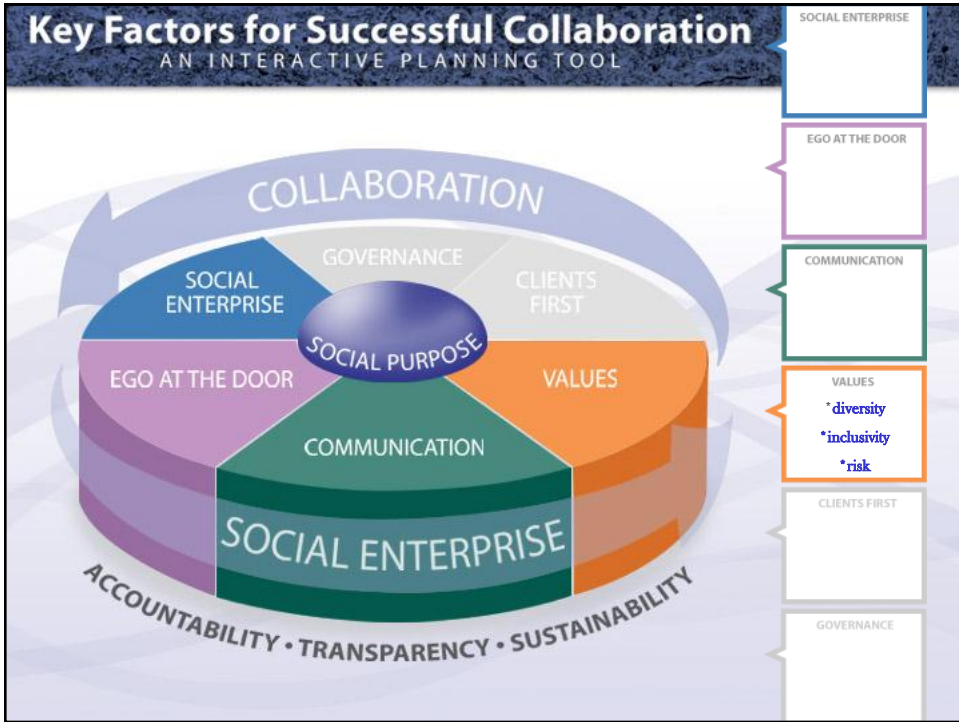 Key Factors for Successful Collaboration
AN INTERACTIVE PLANNING TOOL
COLLABORATION
GOVERNANCE
CLIENTS
FIRST
SOCIAL
ENTERPRISE
SOCIAL PURPOSE
EGO AT THE DOOR
VALUES
COMMUNICATION
SOCIAL ENTERPRISE
ACCOUNTABILITY • TRANSPARENCY • SUSTAINABILITY
SOCIAL ENTERPRISE
EGO AT THE DOOR
COMMUNICATION
VALUES
*diversity
*inclusivity
*risk
CLIENTS FIRST
GOVERNANCE